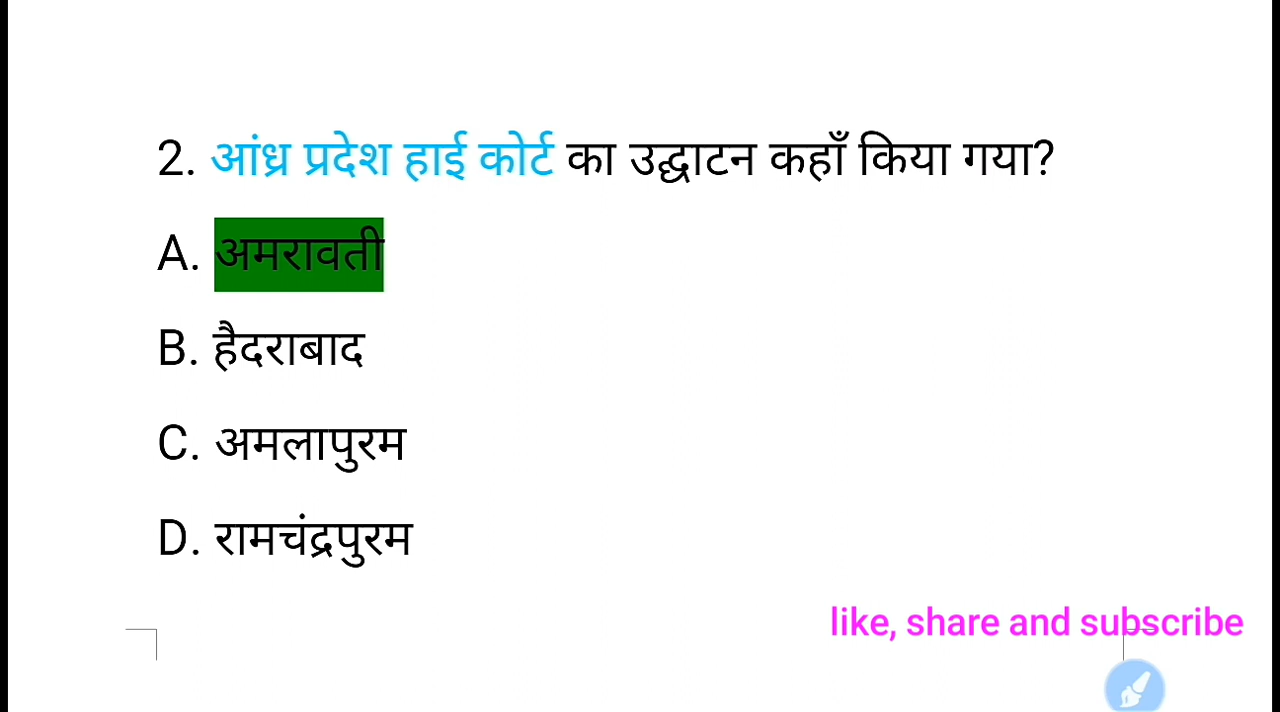 2. आंध्र प्रदेश हाई कोर्ट का उद्घाटन कहाँ किया गया?
A. अमरावती
B. हैदराबाद
C. अमलापुरम
D. रामचंद्रपुरम
like, share and subscribe